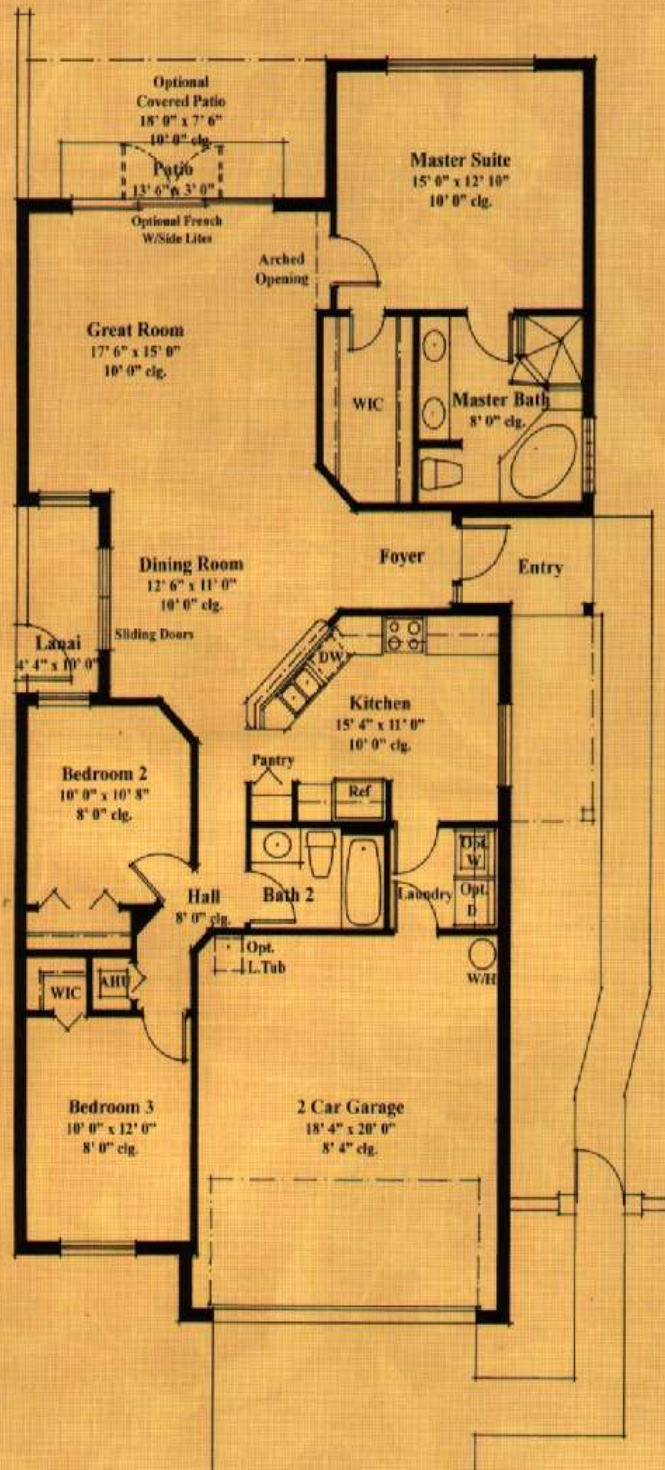 Optional
Covered Patio
18' 0" x 7' 6"
10' 0" clg.
Patio
13' 6" x 3' 0"
Optional French
W/Side Lites
Master Suite
15' 0" x 12' 10"
10' 0" clg.
Arched
Opening
Great Room
17' 6" x 15' 0"
10' 0" clg.
WIC
Master Bath
8' 0" clg.
Foyer
Entry
Dining Room
12' 6" x 11' 0"
10' 0" clg.
Sliding Doors
Lanai
4' 4" x 10' 0"
DW
Kitchen
15' 4" x 11' 0"
10' 0" clg.
Pantry
Ref
Bedroom 2
10' 0" x 10' 8"
8' 0" clg.
Opt.
W
Opt.
D
Laundry
Bath 2
Hall
8' 0" clg.
Opt.
L.Tub
W/H
WIC
AHU
Bedroom 3
10' 0" x 12' 0"
8' 0" clg.
2 Car Garage
18' 4" x 20' 0"
8' 4" clg.